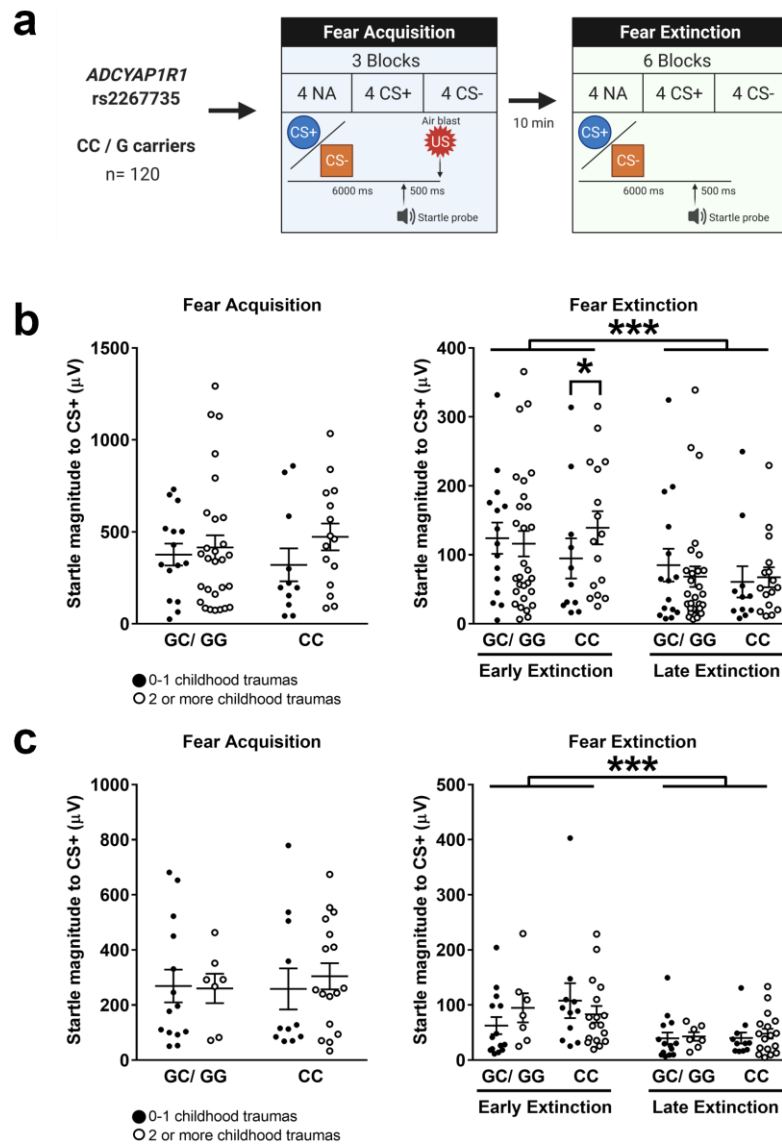 a
ADCYAP1R1
rs2267735
CC / G carriers
n= 120
Fear Acquisition
3 Blocks
4 NA 4 CS+ 4 CS-
CS+
CS-
Air blast
US
6000 ms 500 ms
Startle probe
10 min
Fear Extinction
6 Blocks
4 NA 4 CS+ 4 CS-
CS+
CS-
6000 ms 500 ms
Startle probe
b
Fear Acquisition
Startle magnitude to CS+ (µV)
1500
1000
500
0
GC/ GG CC
0-1 childhood traumas
2 or more childhood traumas
Fear Extinction
***
*
Startle magnitude to CS+ (µV)
400
300
200
100
0
GC/ GG CC GC/ GG CC
Early Extinction Late Extinction
c
Fear Acquisition
Startle magnitude to CS+ (µV)
1000
800
600
400
200
0
GC/ GG CC
0-1 childhood traumas
2 or more childhood traumas
Fear Extinction
***
Startle magnitude to CS+ (µV)
500
400
300
200
100
0
GC/ GG CC GC/ GG CC
Early Extinction Late Extinction